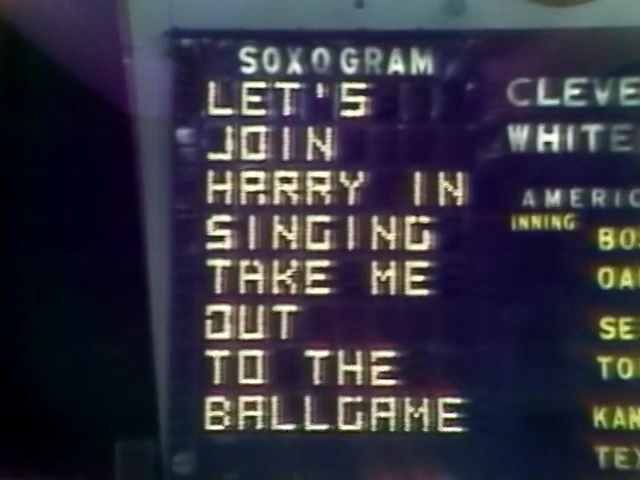 SOXOGRAM
LET'S
JOIN
HARRY IN
SINGING
TAKE ME
OUT
TO THE
BALLGAME
CLEVE
WHITE
AMERIC
INNING
BOS
OA
SE
TO
KAN
TEX